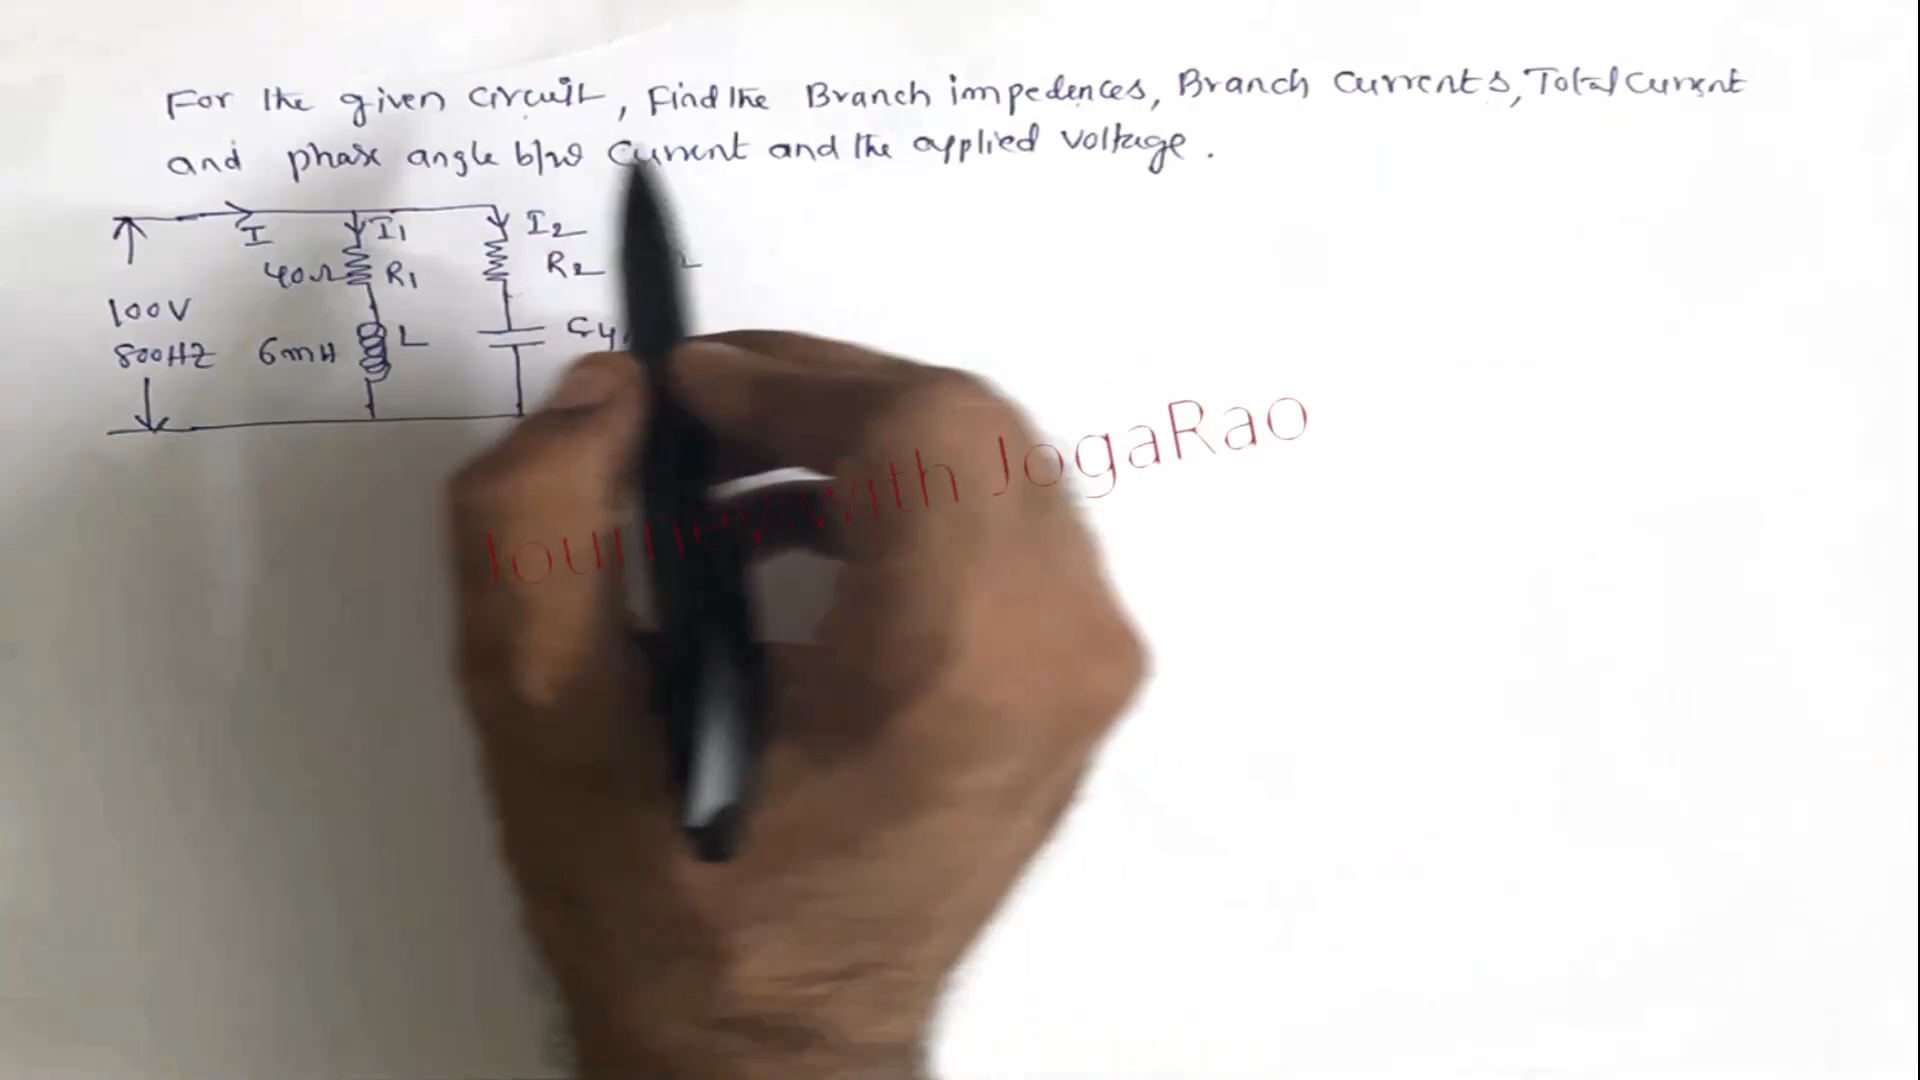 For the given circuit, Find the Branch impedences, Branch Currents, Total Current
and phase angle b/w Current and the applied voltage.
I I1 I2
40Ω R1 R2
100V
800HZ 6mH L
Journey with JogaRao